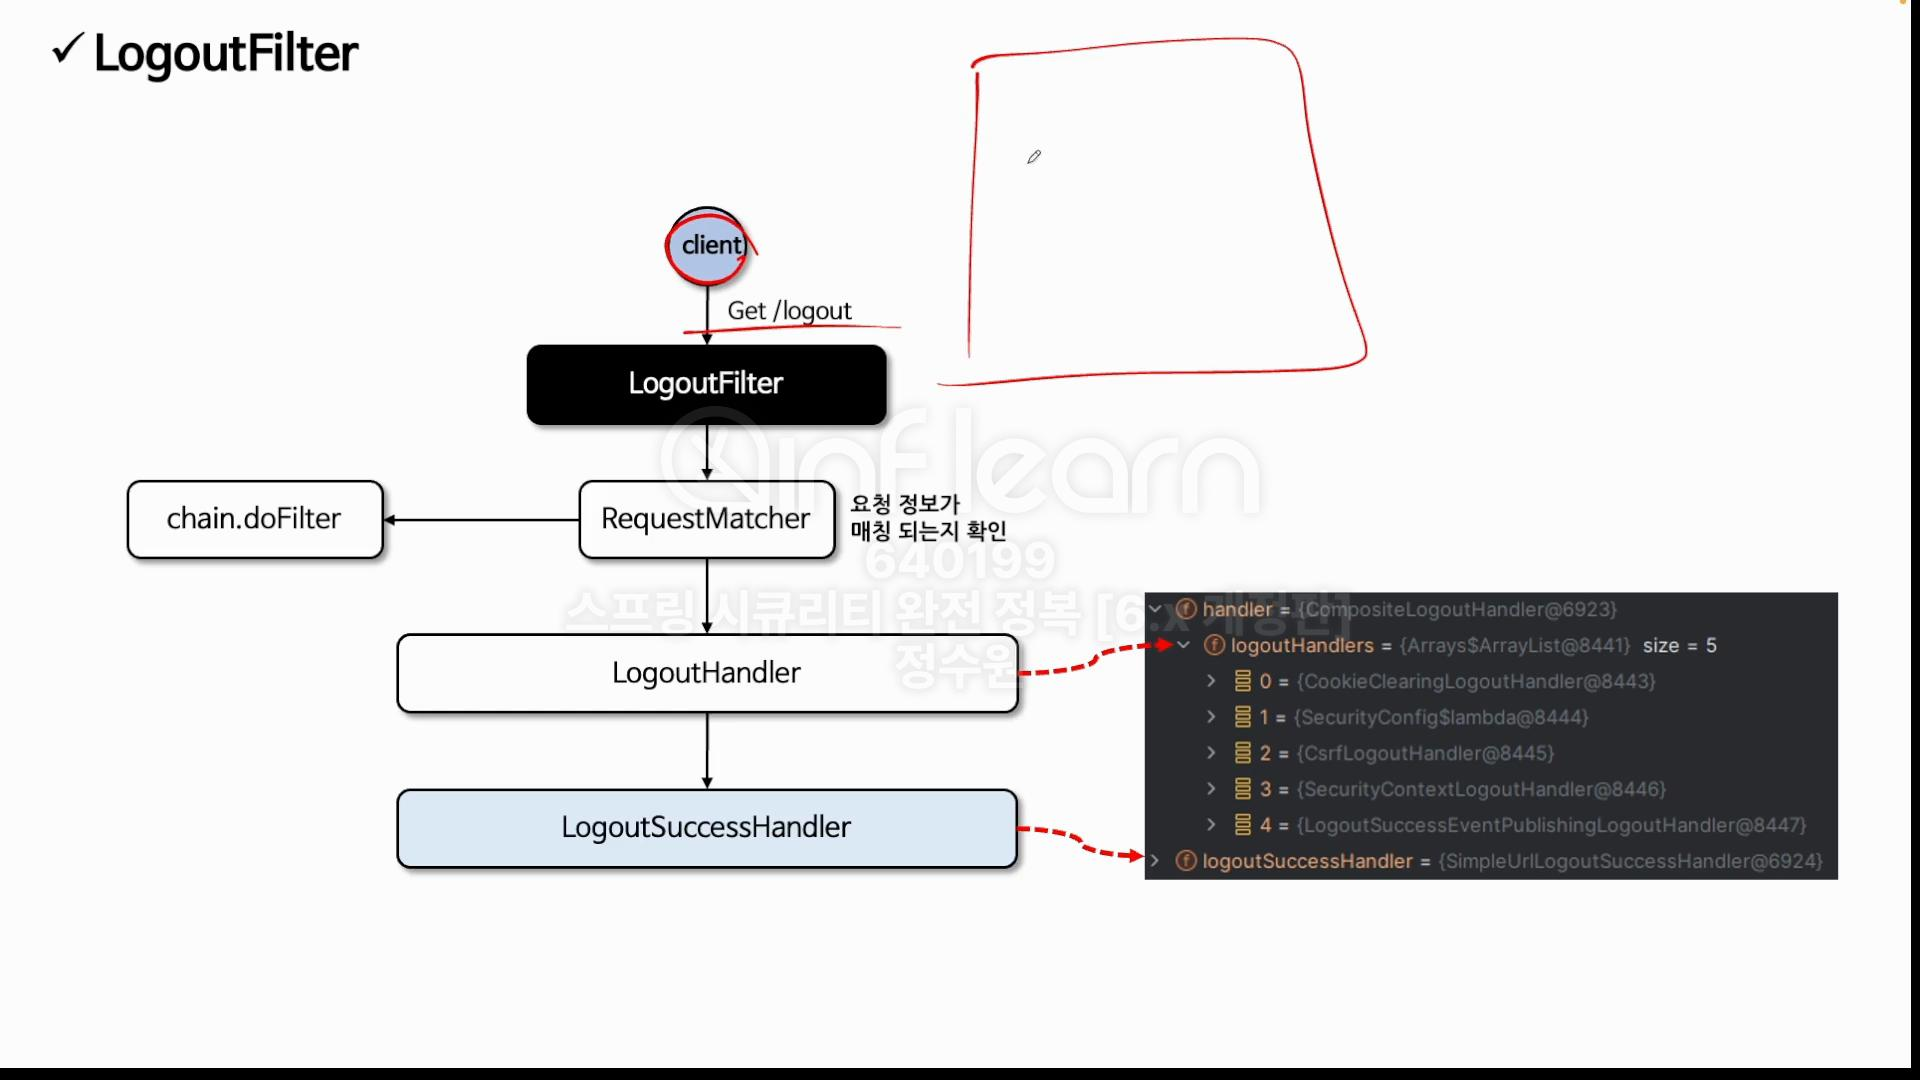 ✓ LogoutFilter
client
Get /logout
LogoutFilter
chain.doFilter
RequestMatcher
요청 정보가
매칭 되는지 확인
inflearn
640199
스프링 시큐리티 완전 정복 [6.x 개정판]
정수원
LogoutHandler
LogoutSuccessHandler
handler = {CompositeLogoutHandler@6923}
logoutHandlers = {Arrays$ArrayList@8441} size = 5
0 = {CookieClearingLogoutHandler@8443}
1 = {SecurityConfig$lambda@8444}
2 = {CsrfLogoutHandler@8445}
3 = {SecurityContextLogoutHandler@8446}
4 = {LogoutSuccessEventPublishingLogoutHandler@8447}
logoutSuccessHandler = {SimpleUrlLogoutSuccessHandler@6924}